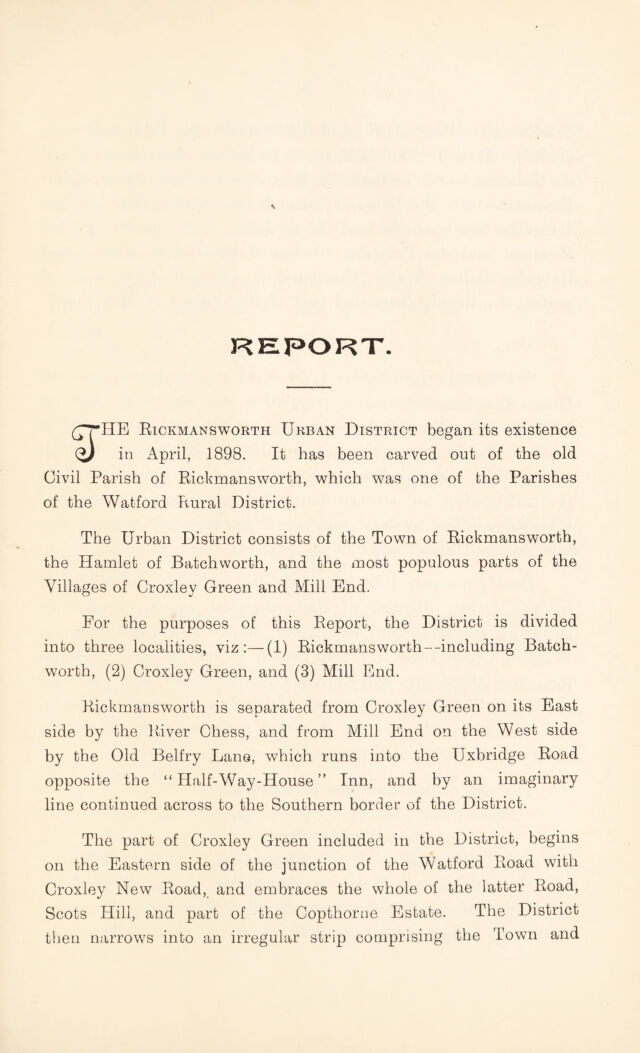 REPORT.
THE RICKMANSWORTH URBAN DISTRICT began its existence
in April, 1898. It has been carved out of the old
Civil Parish of Rickmansworth, which was one of the Parishes
of the Watford Rural District.
The Urban District consists of the Town of Rickmansworth,
the Hamlet of Batchworth, and the most populous parts of the
Villages of Croxley Green and Mill End.
For the purposes of this Report, the District is divided
into three localities, viz:—(1) Rickmansworth—including Batch-
worth, (2) Croxley Green, and (3) Mill End.
Rickmansworth is separated from Croxley Green on its East
side by the River Chess, and from Mill End on the West side
by the Old Belfry Lane, which runs into the Uxbridge Road
opposite the "Half-Way-House" Inn, and by an imaginary
line continued across to the Southern border of the District.
The part of Croxley Green included in the District, begins
on the Eastern side of the junction of the Watford Road with
Croxley New Road, and embraces the whole of the latter Road,
Scots Hill, and part of the Copthorne Estate. The District
then narrows into an irregular strip comprising the Town and